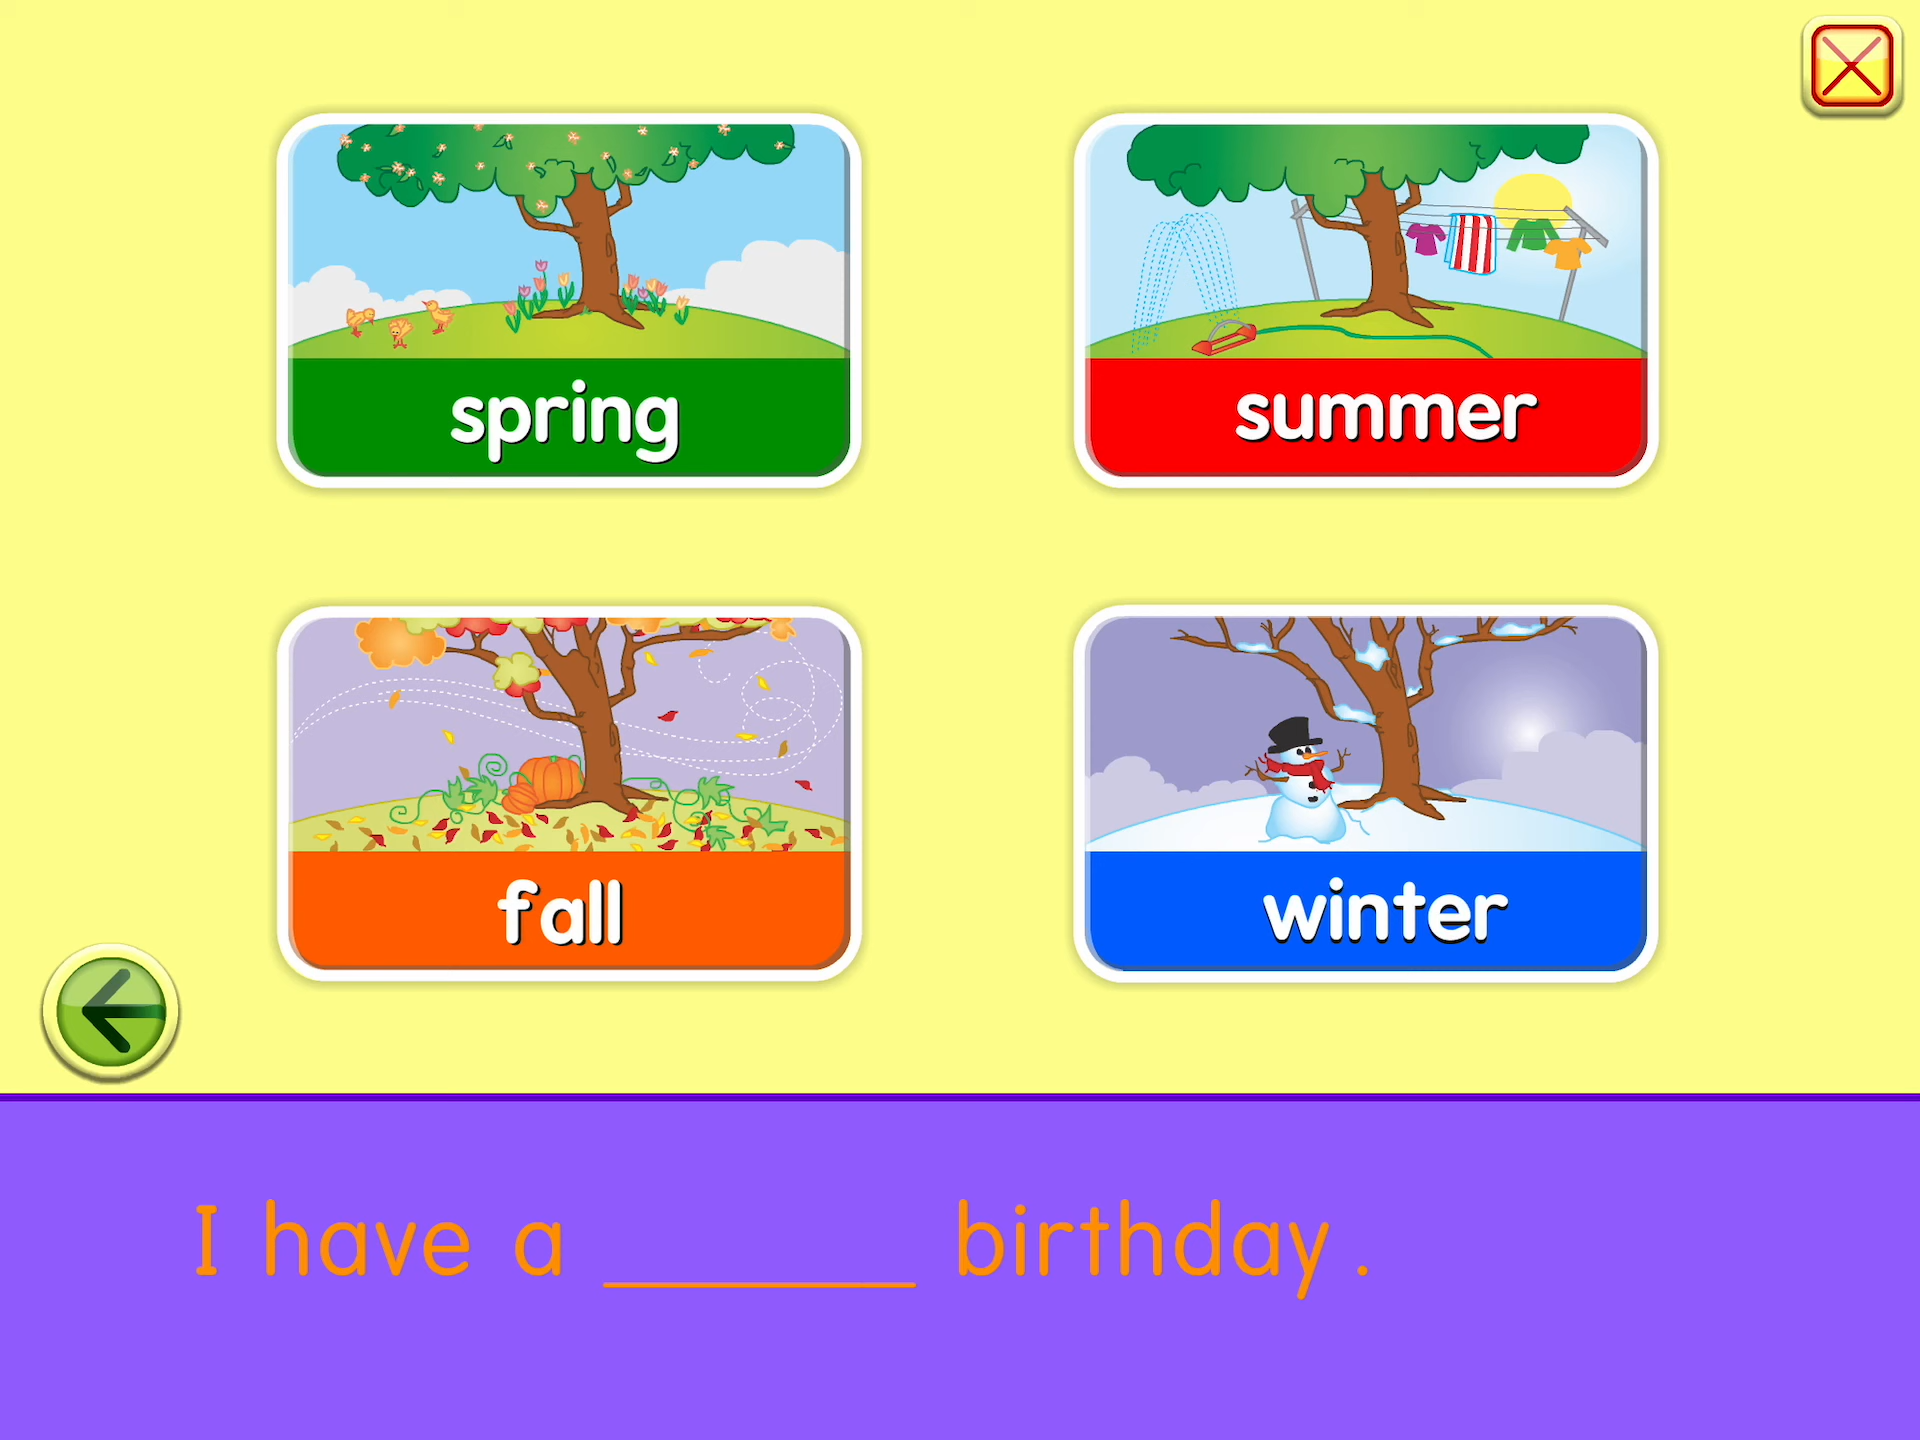 spring
summer
fall
winter
I have a ______ birthday.